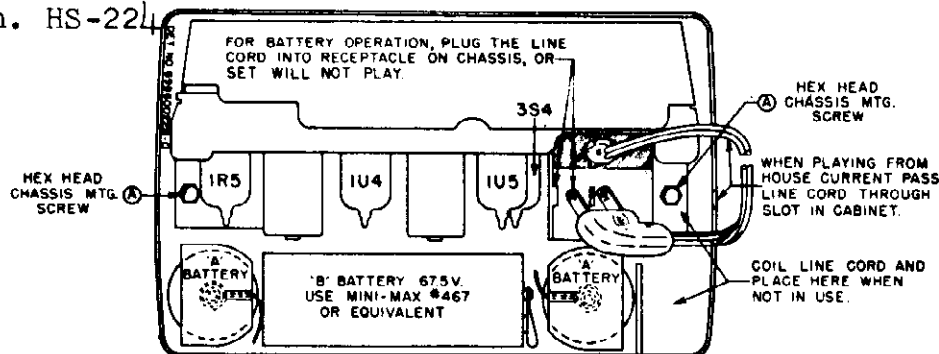 n. HS-224
FOR BATTERY OPERATION, PLUG THE LINE
CORD INTO RECEPTACLE ON CHASSIS, OR
SET WILL NOT PLAY.
3S4
HEX HEAD
Ⓐ CHASSIS MTG.
SCREW
HEX HEAD
CHASSIS MTG. Ⓐ
SCREW
1R5
1U4
1U5
WHEN PLAYING FROM
HOUSE CURRENT PASS
LINE CORD THROUGH
SLOT IN CABINET.
'A'
BATTERY
'B' BATTERY 67.5V.
USE MINI-MAX #467
OR EQUIVALENT
'A'
BATTERY
COIL LINE CORD AND
PLACE HERE WHEN
NOT IN USE.